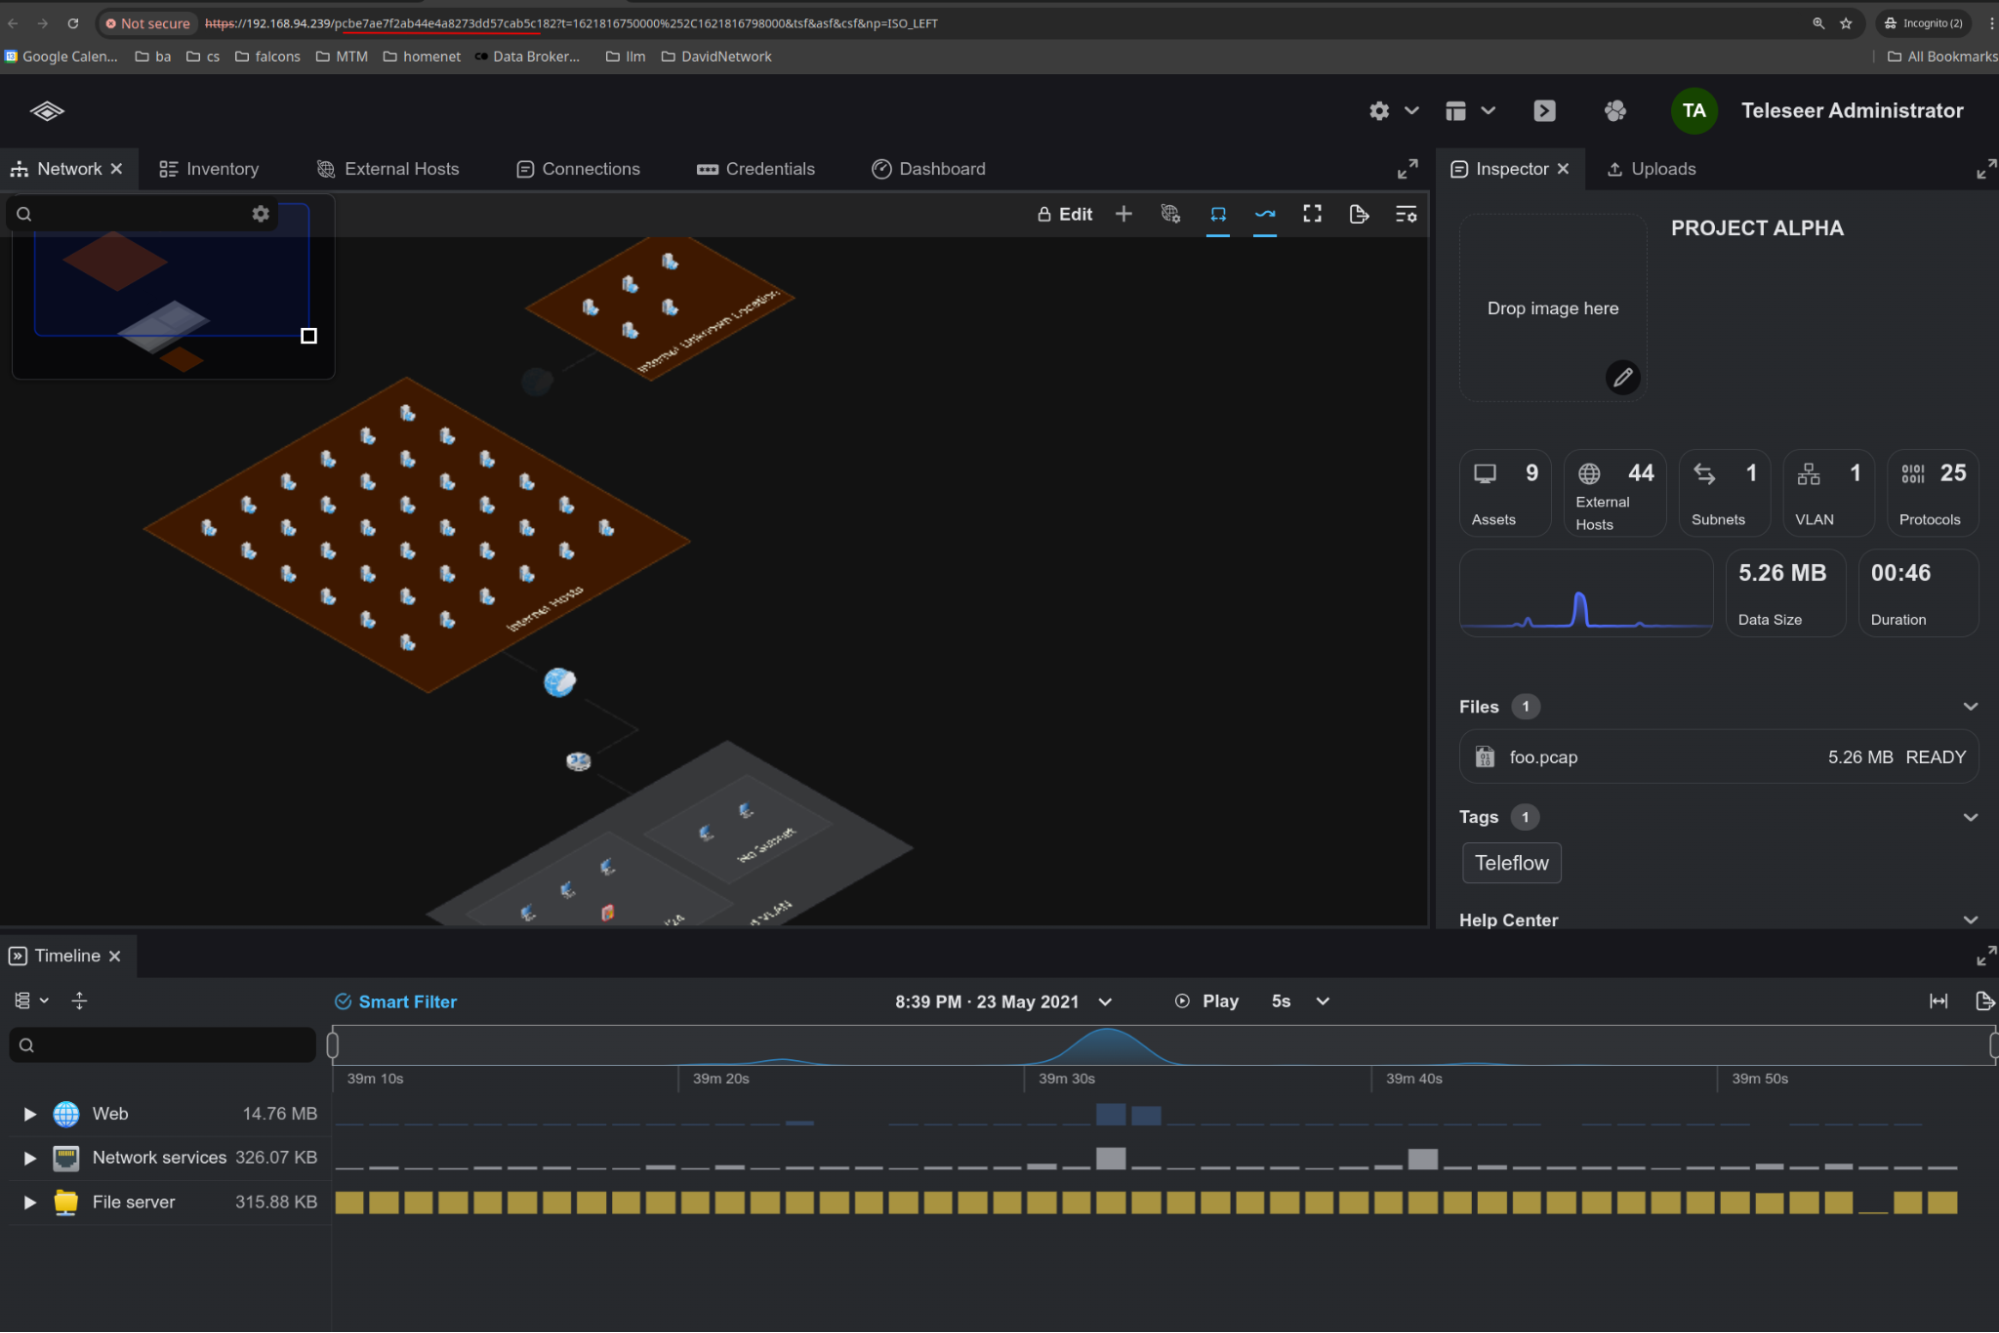 Not secure https://192.168.94.239/pcbe7ae7f2ab44e4a8273dd57cab5c182?t=1621816750000%252C1621816798000&tsf&asf&csf&np=ISO_LEFT Incognito (2)
Google Calen... ba cs falcons MTM homenet Data Broker... llm DavidNetwork All Bookmarks
TA Teleseer Administrator
Network Inventory External Hosts Connections Credentials Dashboard Inspector Uploads
Edit
PROJECT ALPHA
Drop image here
Internet Unknown Location
Internet Hosts
No Subnet
/24
VLAN
9 44 1 1 25
Assets External Hosts Subnets VLAN Protocols
5.26 MB 00:46
Data Size Duration
Files 1
foo.pcap 5.26 MB READY
Tags 1
Teleflow
Help Center
Timeline
Smart Filter 8:39 PM · 23 May 2021 Play 5s
39m 10s 39m 20s 39m 30s 39m 40s 39m 50s
Web 14.76 MB
Network services 326.07 KB
File server 315.88 KB